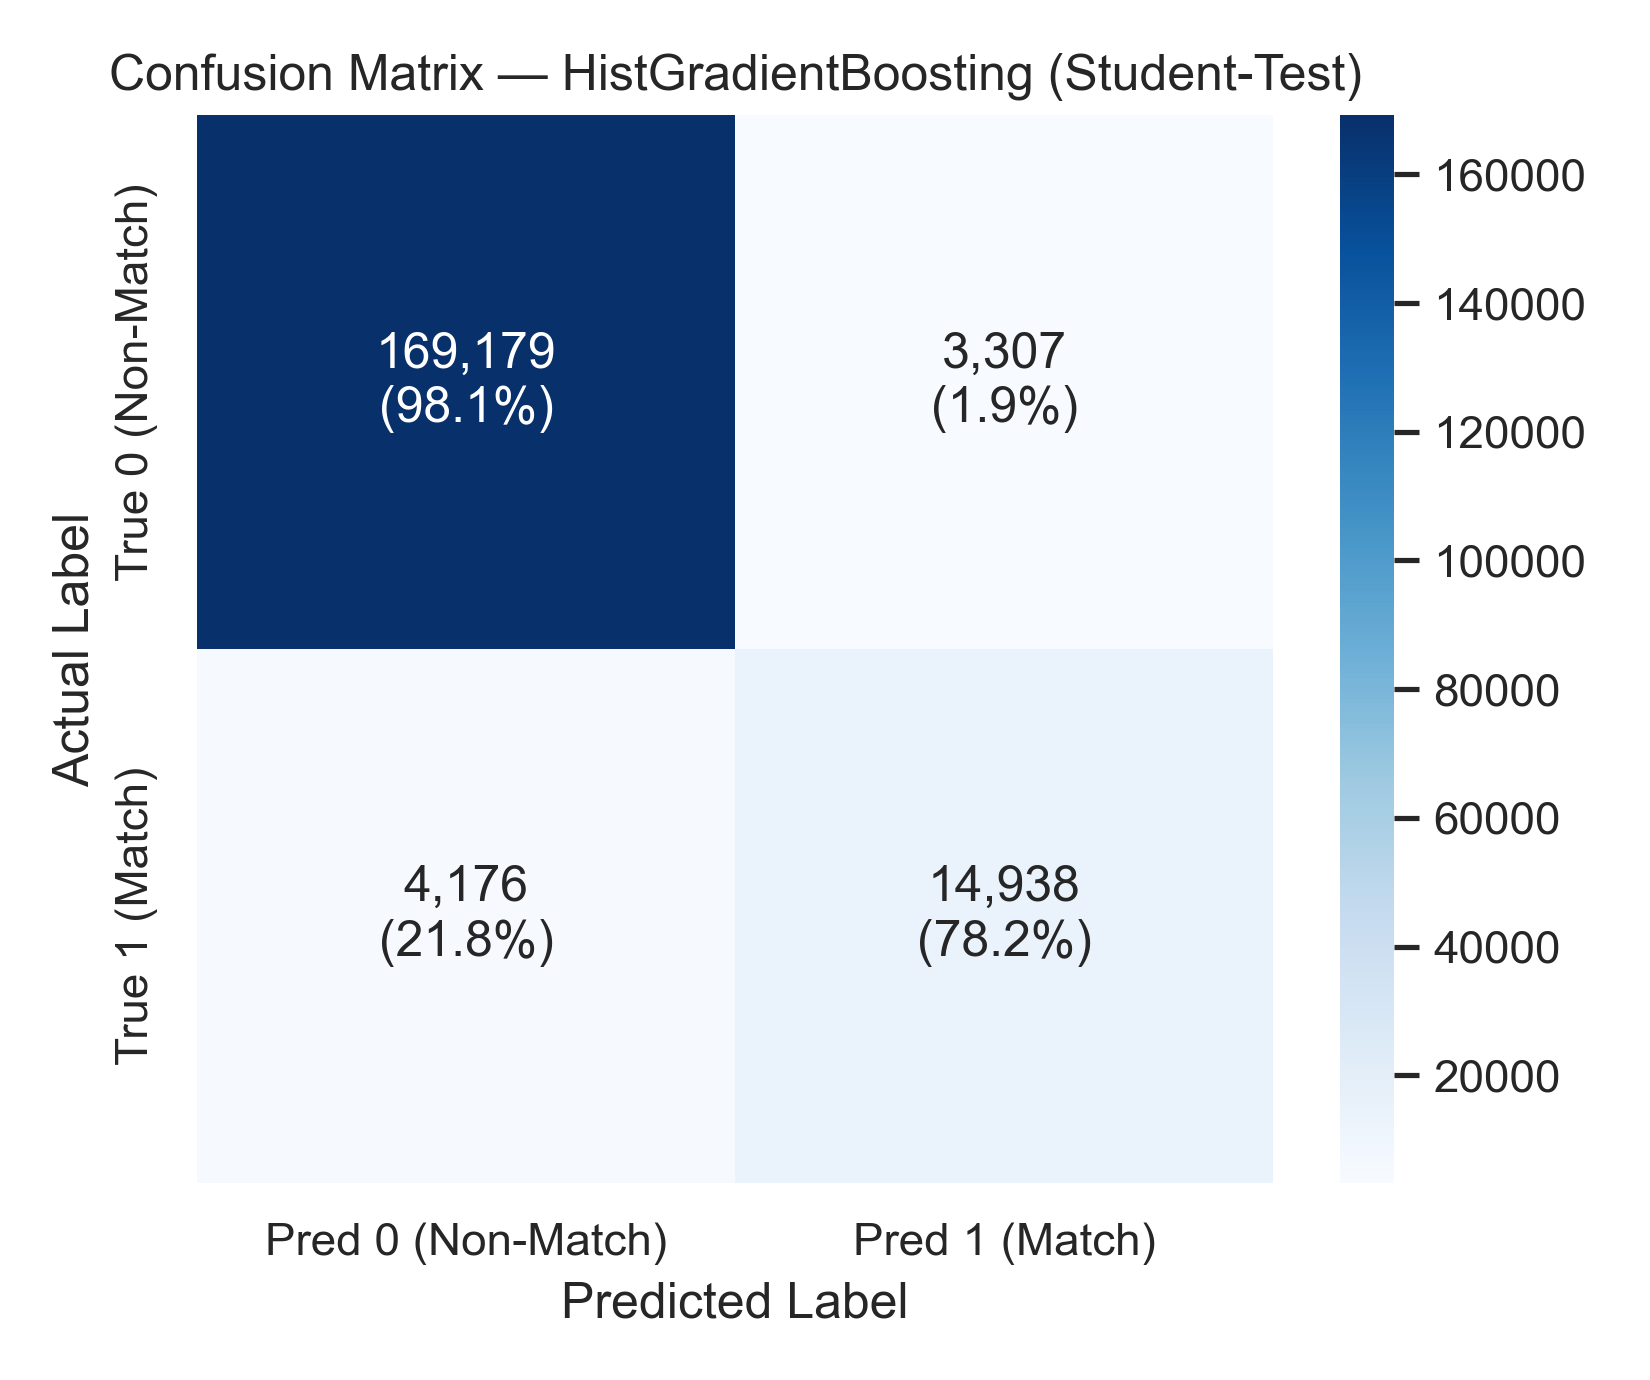 Confusion Matrix — HistGradientBoosting (Student-Test)
Actual Label
True 0 (Non-Match)
169,179
(98.1%)
3,307
(1.9%)
True 1 (Match)
4,176
(21.8%)
14,938
(78.2%)
Pred 0 (Non-Match)
Pred 1 (Match)
Predicted Label
160000
140000
120000
100000
80000
60000
40000
20000